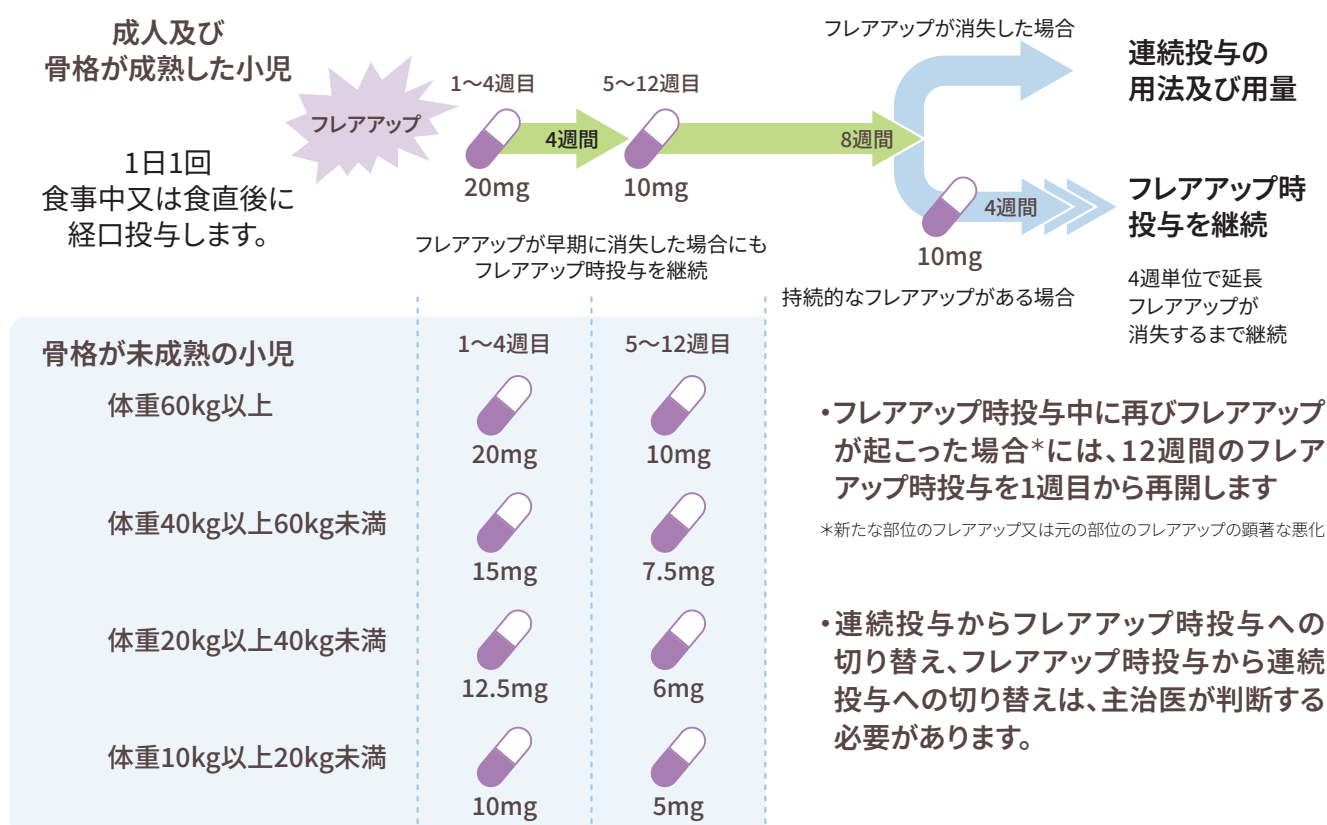 成人及び
骨格が成熟した小児
1日1回
食事中又は食直後に
経口投与します。
フレアアップ
1～4週目
20mg
4週間
5～12週目
10mg
8週間
フレアアップが早期に消失した場合にも
フレアアップ時投与を継続
フレアアップが消失した場合
連続投与の
用法及び用量
10mg
4週間
持続的なフレアアップがある場合
フレアアップ時
投与を継続
4週単位で延長
フレアアップが
消失するまで継続
骨格が未成熟の小児
1～4週目
5～12週目
体重60kg以上
20mg
10mg
体重40kg以上60kg未満
15mg
7.5mg
体重20kg以上40kg未満
12.5mg
6mg
体重10kg以上20kg未満
10mg
5mg
・フレアアップ時投与中に再びフレアアップ
が起こった場合*には、12週間のフレア
アップ時投与を1週目から再開します
*新たな部位のフレアアップ又は元の部位のフレアアップの顕著な悪化
・連続投与からフレアアップ時投与への
切り替え、フレアアップ時投与から連続
投与への切り替えは、主治医が判断する
必要があります。